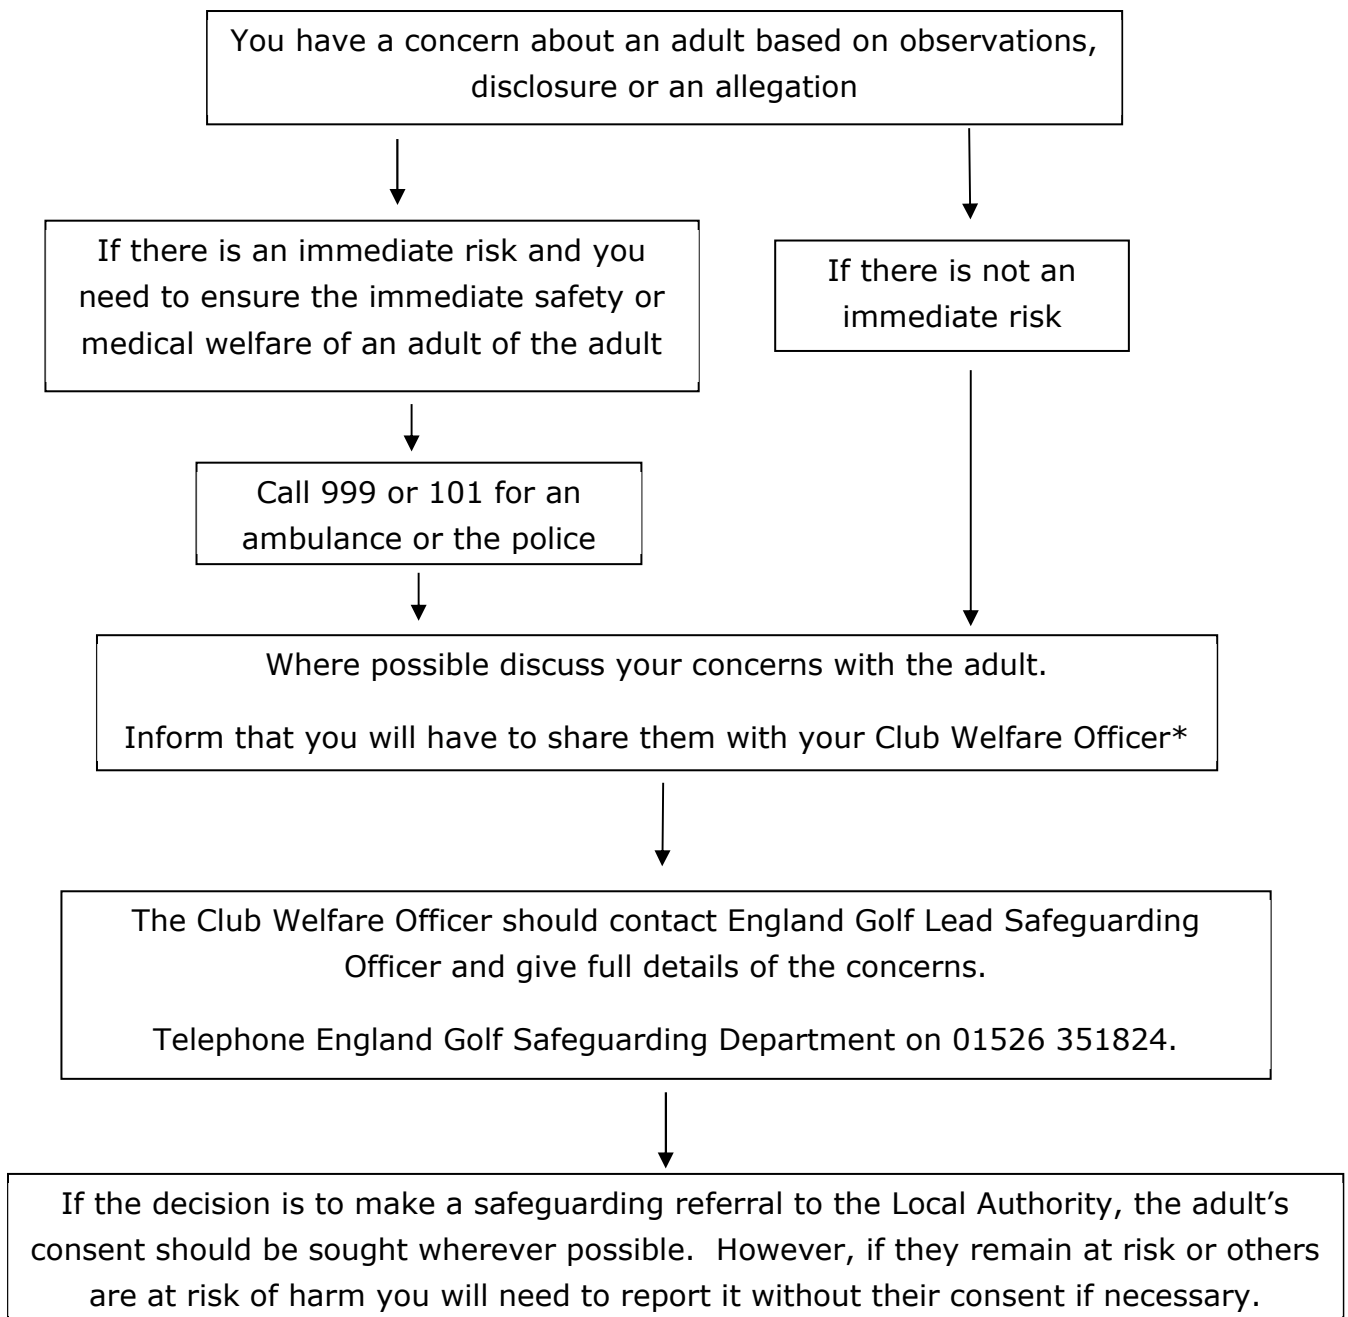 You have a concern about an adult based on observations,
disclosure or an allegation
If there is an immediate risk and you
need to ensure the immediate safety or
medical welfare of an adult of the adult
If there is not an
immediate risk
Call 999 or 101 for an
ambulance or the police
Where possible discuss your concerns with the adult.
Inform that you will have to share them with your Club Welfare Officer*
The Club Welfare Officer should contact England Golf Lead Safeguarding
Officer and give full details of the concerns.
Telephone England Golf Safeguarding Department on 01526 351824.
If the decision is to make a safeguarding referral to the Local Authority, the adult’s
consent should be sought wherever possible.  However, if they remain at risk or others
are at risk of harm you will need to report it without their consent if necessary.